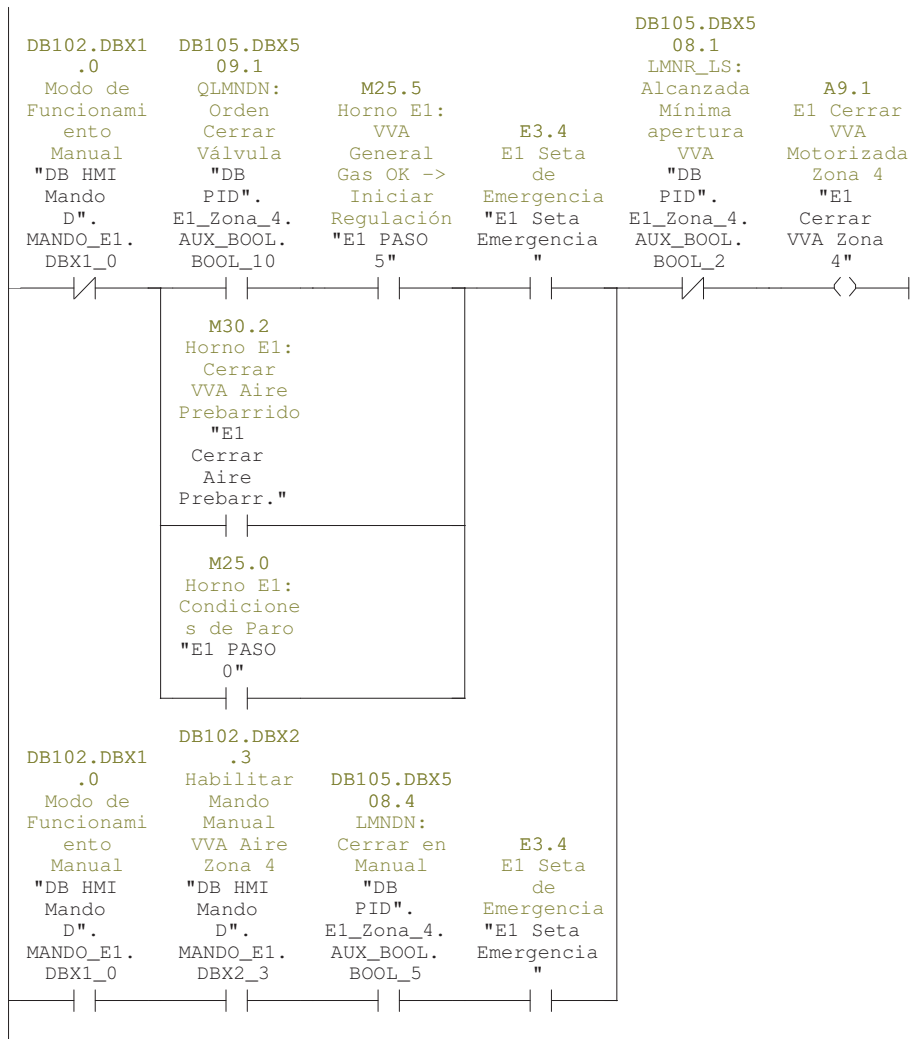 DB102.DBX1
.0
Modo de
Funcionami
ento
Manual
"DB HMI
Mando
D".
MANDO_E1.
DBX1_0
DB105.DBX5
09.1
QLMNDN:
Orden
Cerrar
Válvula
"DB
PID".
E1_Zona_4.
AUX_BOOL.
BOOL_10
M25.5
Horno E1:
VVA
General
Gas OK ->
Iniciar
Regulación
"E1 PASO
5"
E3.4
E1 Seta
de
Emergencia
"E1 Seta
Emergencia
"
DB105.DBX5
08.1
LMNR_LS:
Alcanzada
Mínima
apertura
VVA
"DB
PID".
E1_Zona_4.
AUX_BOOL.
BOOL_2
A9.1
E1 Cerrar
VVA
Motorizada
Zona 4
"E1
Cerrar
VVA Zona
4"
M30.2
Horno E1:
Cerrar
VVA Aire
Prebarrido
"E1
Cerrar
Aire
Prebarr."
M25.0
Horno E1:
Condicione
s de Paro
"E1 PASO
0"
DB102.DBX1
.0
Modo de
Funcionami
ento
Manual
"DB HMI
Mando
D".
MANDO_E1.
DBX1_0
DB102.DBX2
.3
Habilitar
Mando
Manual
VVA Aire
Zona 4
"DB HMI
Mando
D".
MANDO_E1.
DBX2_3
DB105.DBX5
08.4
LMNDN:
Cerrar en
Manual
"DB
PID".
E1_Zona_4.
AUX_BOOL.
BOOL_5
E3.4
E1 Seta
de
Emergencia
"E1 Seta
Emergencia
"